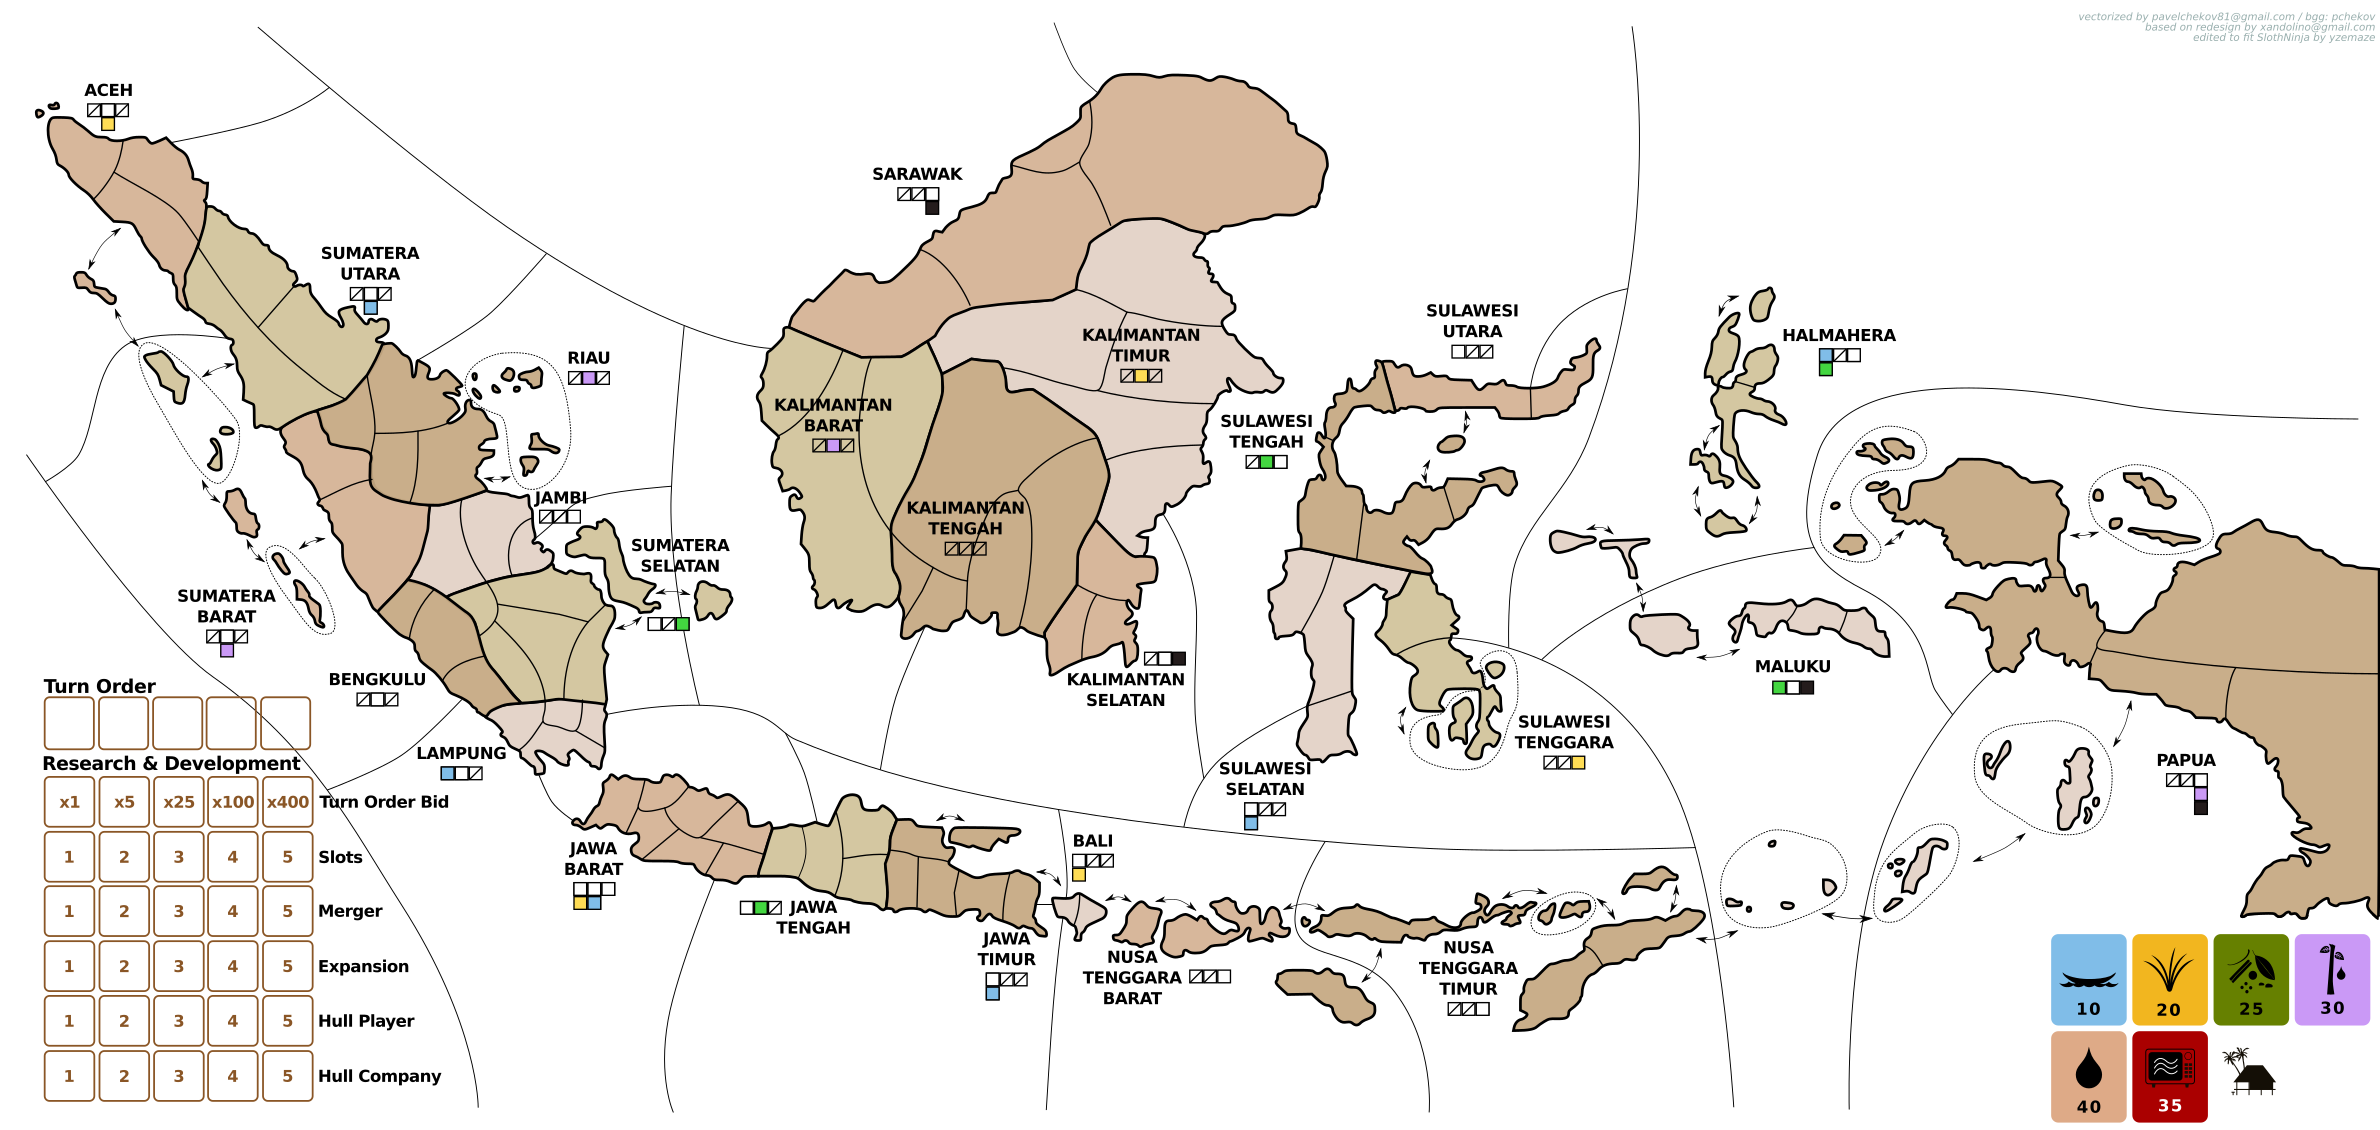 vectorized by pavelchekov81@gmail.com / bgg: pchekov
based on redesign by xandolino@gmail.com
edited to fit SlothNinja by yzemaze
ACEH
SARAWAK
SUMATERA
UTARA
RIAU
SULAWESI
UTARA
HALMAHERA
KALIMANTAN
TIMUR
KALIMANTAN
BARAT
SULAWESI
TENGAH
JAMBI
KALIMANTAN
TENGAH
SUMATERA
SELATAN
SUMATERA
BARAT
BENGKULU
KALIMANTAN
SELATAN
MALUKU
SULAWESI
TENGGARA
LAMPUNG
SULAWESI
SELATAN
PAPUA
JAWA
BARAT
BALI
JAWA
TENGAH
JAWA
TIMUR
NUSA
TENGGARA
BARAT
NUSA
TENGGARA
TIMUR
Turn Order
Research & Development
x1 x5 x25 x100 x400 Turn Order Bid
1 2 3 4 5 Slots
1 2 3 4 5 Merger
1 2 3 4 5 Expansion
1 2 3 4 5 Hull Player
1 2 3 4 5 Hull Company
10 20 25 30
40 35